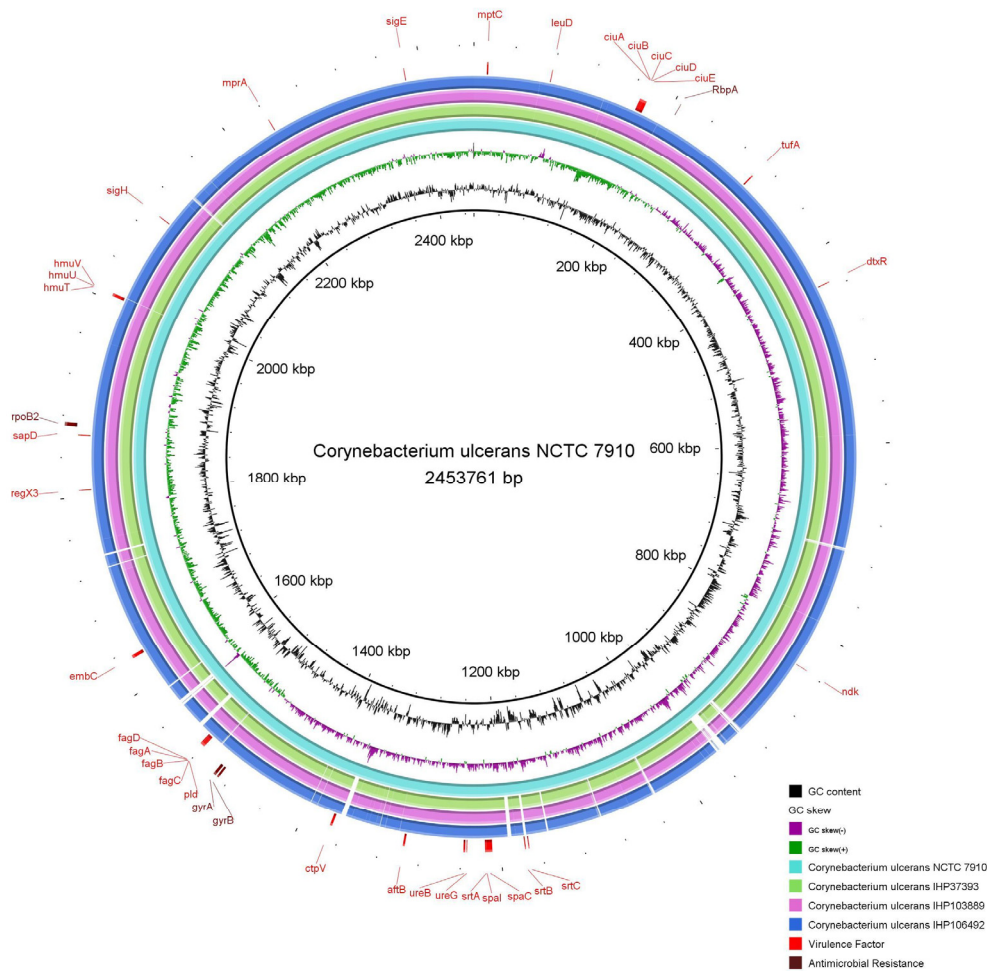 mptC
sigE
leuD
ciuA
ciuB
ciuC
ciuD
ciuE
RbpA
mprA
tufA
sigH
dtxR
hmuV
hmuU
hmuT
rpoB2
sapD
regX3
embC
ndk
fagD
fagA
fagB
fagC
pld
gyrA
gyrB
ctpV
aftB
ureB
ureG
srtA
spaI
spaC
srtB
srtC
2400 kbp
200 kbp
2200 kbp
400 kbp
2000 kbp
600 kbp
1800 kbp
800 kbp
1600 kbp
1000 kbp
1400 kbp
1200 kbp
Corynebacterium ulcerans NCTC 7910
2453761 bp
GC content
GC skew
GC skew(-)
GC skew(+)
Corynebacterium ulcerans NCTC 7910
Corynebacterium ulcerans IHP37393
Corynebacterium ulcerans IHP103889
Corynebacterium ulcerans IHP106492
Virulence Factor
Antimicrobial Resistance